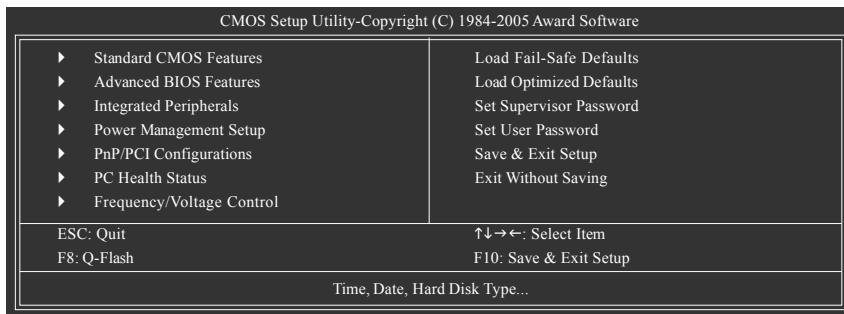 CMOS Setup Utility-Copyright (C) 1984-2005 Award Software
Standard CMOS Features
Advanced BIOS Features
Integrated Peripherals
Power Management Setup
PnP/PCI Configurations
PC Health Status
Frequency/Voltage Control
Load Fail-Safe Defaults
Load Optimized Defaults
Set Supervisor Password
Set User Password
Save & Exit Setup
Exit Without Saving
ESC: Quit
F8: Q-Flash
↑↓→←: Select Item
F10: Save & Exit Setup
Time, Date, Hard Disk Type...